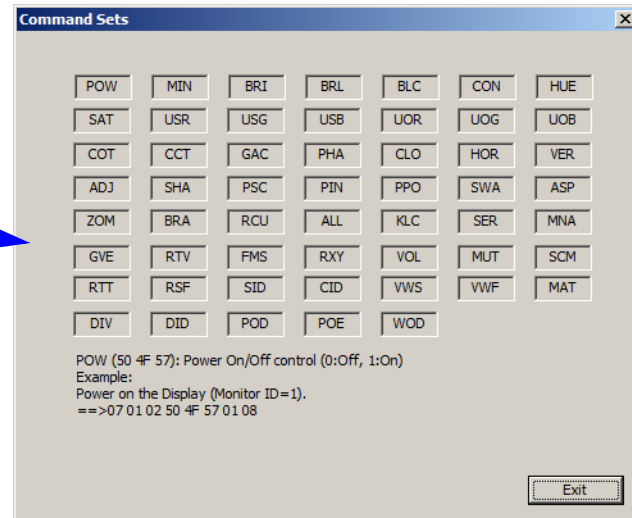 Command Sets
POW MIN BRI BRL BLC CON HUE
SAT USR USG USB UOR UOG UOB
COT CCT GAC PHA CLO HOR VER
ADJ SHA PSC PIN PPO SWA ASP
ZOM BRA RCU ALL KLC SER MNA
GVE RTV FMS RXY VOL MUT SCM
RTT RSF SID CID VWS VWF MAT
DIV DID POD POE WOD
POW (50 4F 57): Power On/Off control (0:Off, 1:On)
Example:
Power on the Display (Monitor ID=1).
==>07 01 02 50 4F 57 01 08
Exit